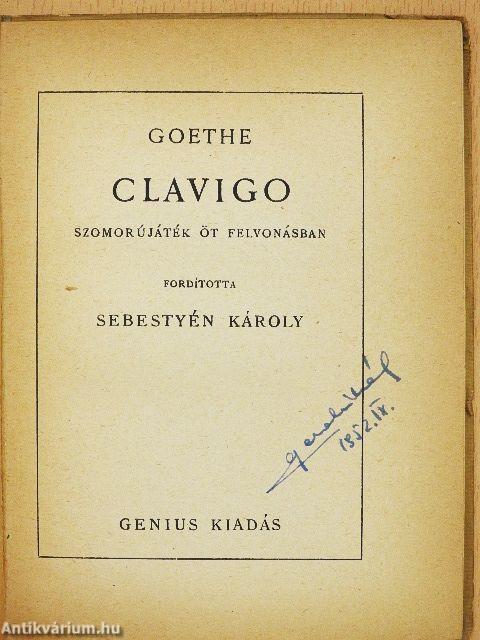 GOETHE
CLAVIGO
SZOMORÚJÁTÉK ÖT FELVONÁSBAN
FORDÍTOTTA
SEBESTYÉN KÁROLY
1952. IX.
GENIUS KIADÁS
Antikvárium.hu